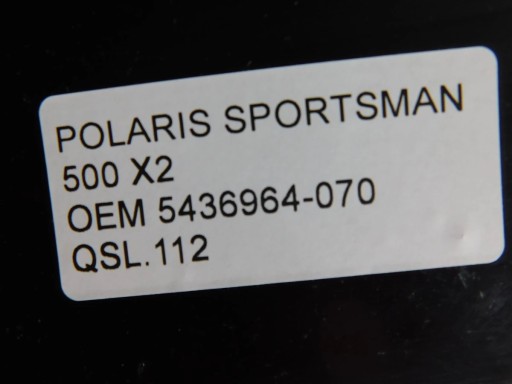 POLARIS SPORTSMAN
500 X2
OEM 5436964-070
QSL.112